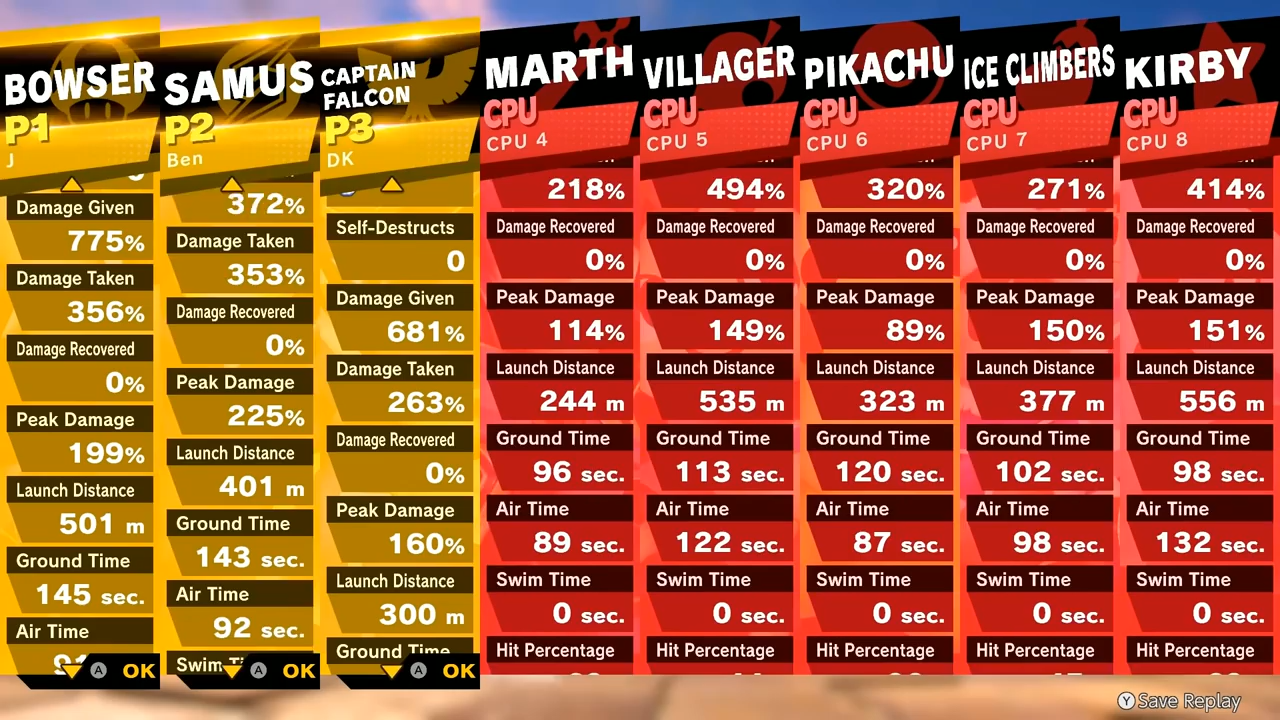 BOWSER
P1
J
Damage Given
775%
Damage Taken
356%
Damage Recovered
0%
Peak Damage
199%
Launch Distance
501 m
Ground Time
145 sec.
Air Time
A OK
SAMUS
P2
Ben
372%
Damage Taken
353%
Damage Recovered
0%
Peak Damage
225%
Launch Distance
401 m
Ground Time
143 sec.
Air Time
92 sec.
Swim
A OK
CAPTAIN
FALCON
P3
DK
Self-Destructs
0
Damage Given
681%
Damage Taken
263%
Damage Recovered
0%
Peak Damage
160%
Launch Distance
300 m
Ground Time
A OK
MARTH
CPU
CPU 4
218%
Damage Recovered
0%
Peak Damage
114%
Launch Distance
244 m
Ground Time
96 sec.
Air Time
89 sec.
Swim Time
0 sec.
Hit Percentage
VILLAGER
CPU
CPU 5
494%
Damage Recovered
0%
Peak Damage
149%
Launch Distance
535 m
Ground Time
113 sec.
Air Time
122 sec.
Swim Time
0 sec.
Hit Percentage
PIKACHU
CPU
CPU 6
320%
Damage Recovered
0%
Peak Damage
89%
Launch Distance
323 m
Ground Time
120 sec.
Air Time
87 sec.
Swim Time
0 sec.
Hit Percentage
ICE CLIMBERS
CPU
CPU 7
271%
Damage Recovered
0%
Peak Damage
150%
Launch Distance
377 m
Ground Time
102 sec.
Air Time
98 sec.
Swim Time
0 sec.
Hit Percentage
KIRBY
CPU
CPU 8
414%
Damage Recovered
0%
Peak Damage
151%
Launch Distance
556 m
Ground Time
98 sec.
Air Time
132 sec.
Swim Time
0 sec.
Hit Percentage
Y Save Replay